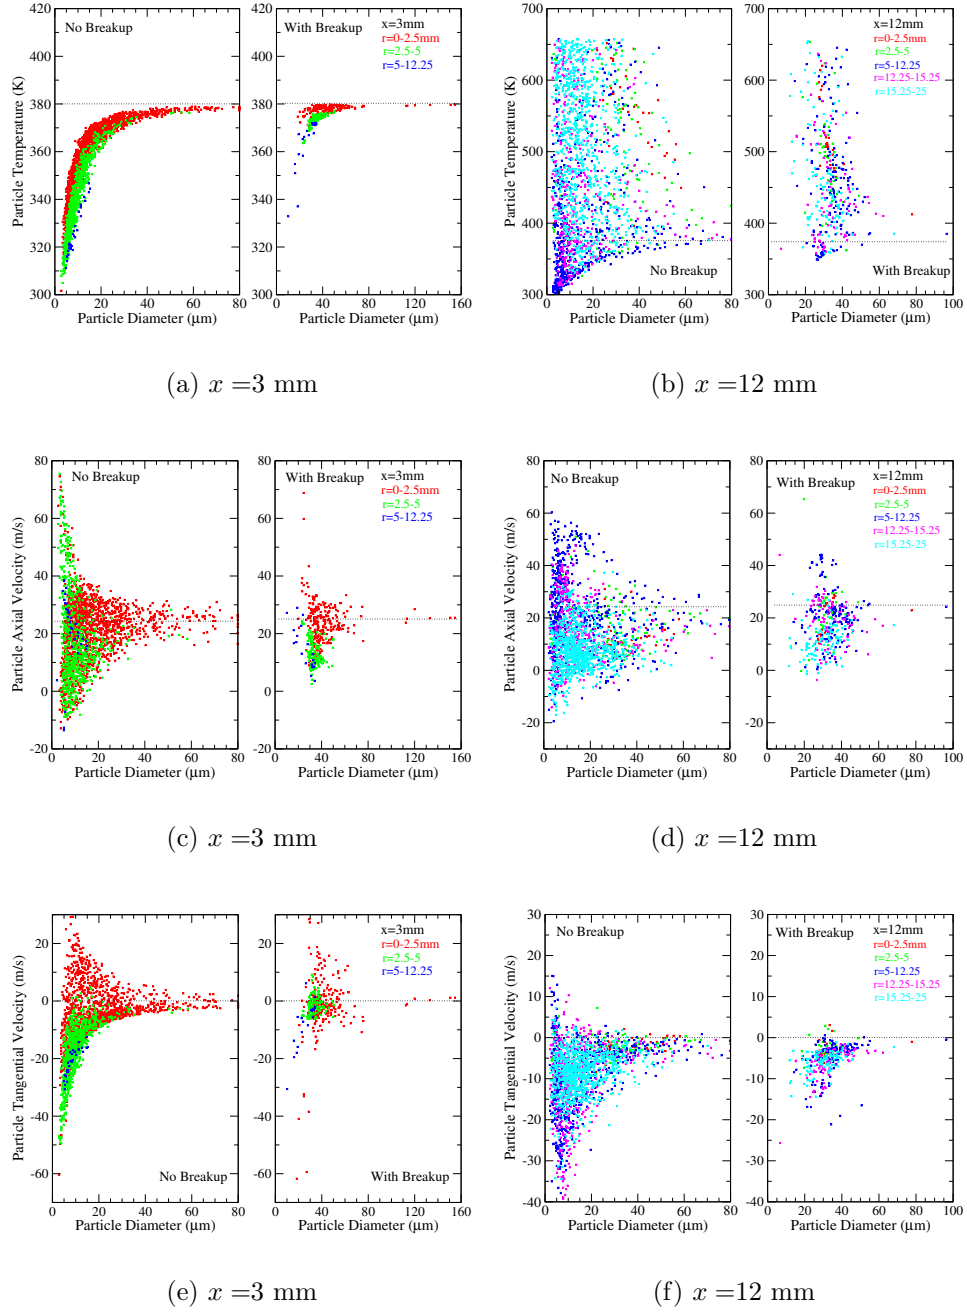 420
400
380
360
340
320
300
Particle Temperature (K)
No Breakup
0 20 40 60 80
Particle Diameter (μm)
420
400
380
360
340
320
300
With Breakup
x=3mm
r=0-2.5mm
r=2.5-5
r=5-12.25
0 40 80 120 160
Particle Diameter (μm)
700
600
500
400
300
Particle Temperature (K)
No Breakup
0 20 40 60 80
Particle Diameter (μm)
700
600
500
400
300
x=12mm
r=0-2.5mm
r=2.5-5
r=5-12.25
r=12.25-15.25
r=15.25-25
With Breakup
0 20 40 60 80 100
Particle Diameter (μm)
(a) x =3 mm
(b) x =12 mm
80
60
40
20
0
-20
Particle Axial Velocity (m/s)
No Breakup
0 20 40 60 80
Particle Diameter (μm)
80
60
40
20
0
-20
With Breakup
x=3mm
r=0-2.5mm
r=2.5-5
r=5-12.25
0 40 80 120 160
Particle Diameter (μm)
80
60
40
20
0
-20
Particle Axial Velocity (m/s)
No Breakup
0 20 40 60 80
Particle Diameter (μm)
80
60
40
20
0
-20
With Breakup
x=12mm
r=0-2.5mm
r=2.5-5
r=5-12.25
r=12.25-15.25
r=15.25-25
0 20 40 60 80 100
Particle Diameter (μm)
(c) x =3 mm
(d) x =12 mm
20
0
-20
-40
-60
Particle Tangential Velocity (m/s)
No Breakup
0 20 40 60 80
Particle Diameter (μm)
20
0
-20
-40
-60
x=3mm
r=0-2.5mm
r=2.5-5
r=5-12.25
With Breakup
0 40 80 120 160
Particle Diameter (μm)
30
20
10
0
-10
-20
-30
-40
Particle Tangential Velocity (m/s)
No Breakup
0 20 40 60 80
Particle Diameter (μm)
30
20
10
0
-10
-20
-30
-40
With Breakup
x=12mm
r=0-2.5mm
r=2.5-5
r=5-12.25
r=12.25-15.25
r=15.25-25
0 20 40 60 80 100
Particle Diameter (μm)
(e) x =3 mm
(f) x =12 mm